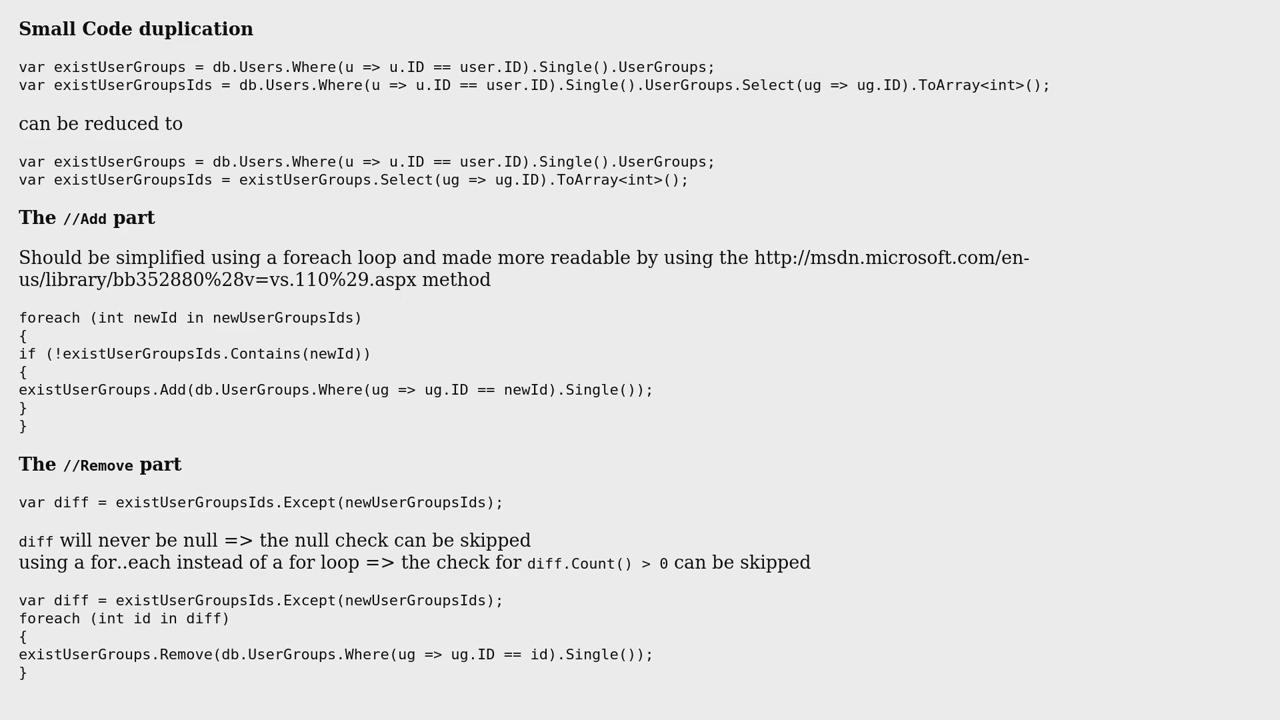 Small Code duplication
var existUserGroups = db.Users.Where(u => u.ID == user.ID).Single().UserGroups;
var existUserGroupsIds = db.Users.Where(u => u.ID == user.ID).Single().UserGroups.Select(ug => ug.ID).ToArray<int>();
can be reduced to
var existUserGroups = db.Users.Where(u => u.ID == user.ID).Single().UserGroups;
var existUserGroupsIds = existUserGroups.Select(ug => ug.ID).ToArray<int>();
The //Add part
Should be simplified using a foreach loop and made more readable by using the http://msdn.microsoft.com/en-
us/library/bb352880%28v=vs.110%29.aspx method
foreach (int newId in newUserGroupsIds)
{
if (!existUserGroupsIds.Contains(newId))
{
existUserGroups.Add(db.UserGroups.Where(ug => ug.ID == newId).Single());
}
}
The //Remove part
var diff = existUserGroupsIds.Except(newUserGroupsIds);
diff will never be null => the null check can be skipped
using a for..each instead of a for loop => the check for diff.Count() > 0 can be skipped
var diff = existUserGroupsIds.Except(newUserGroupsIds);
foreach (int id in diff)
{
existUserGroups.Remove(db.UserGroups.Where(ug => ug.ID == id).Single());
}